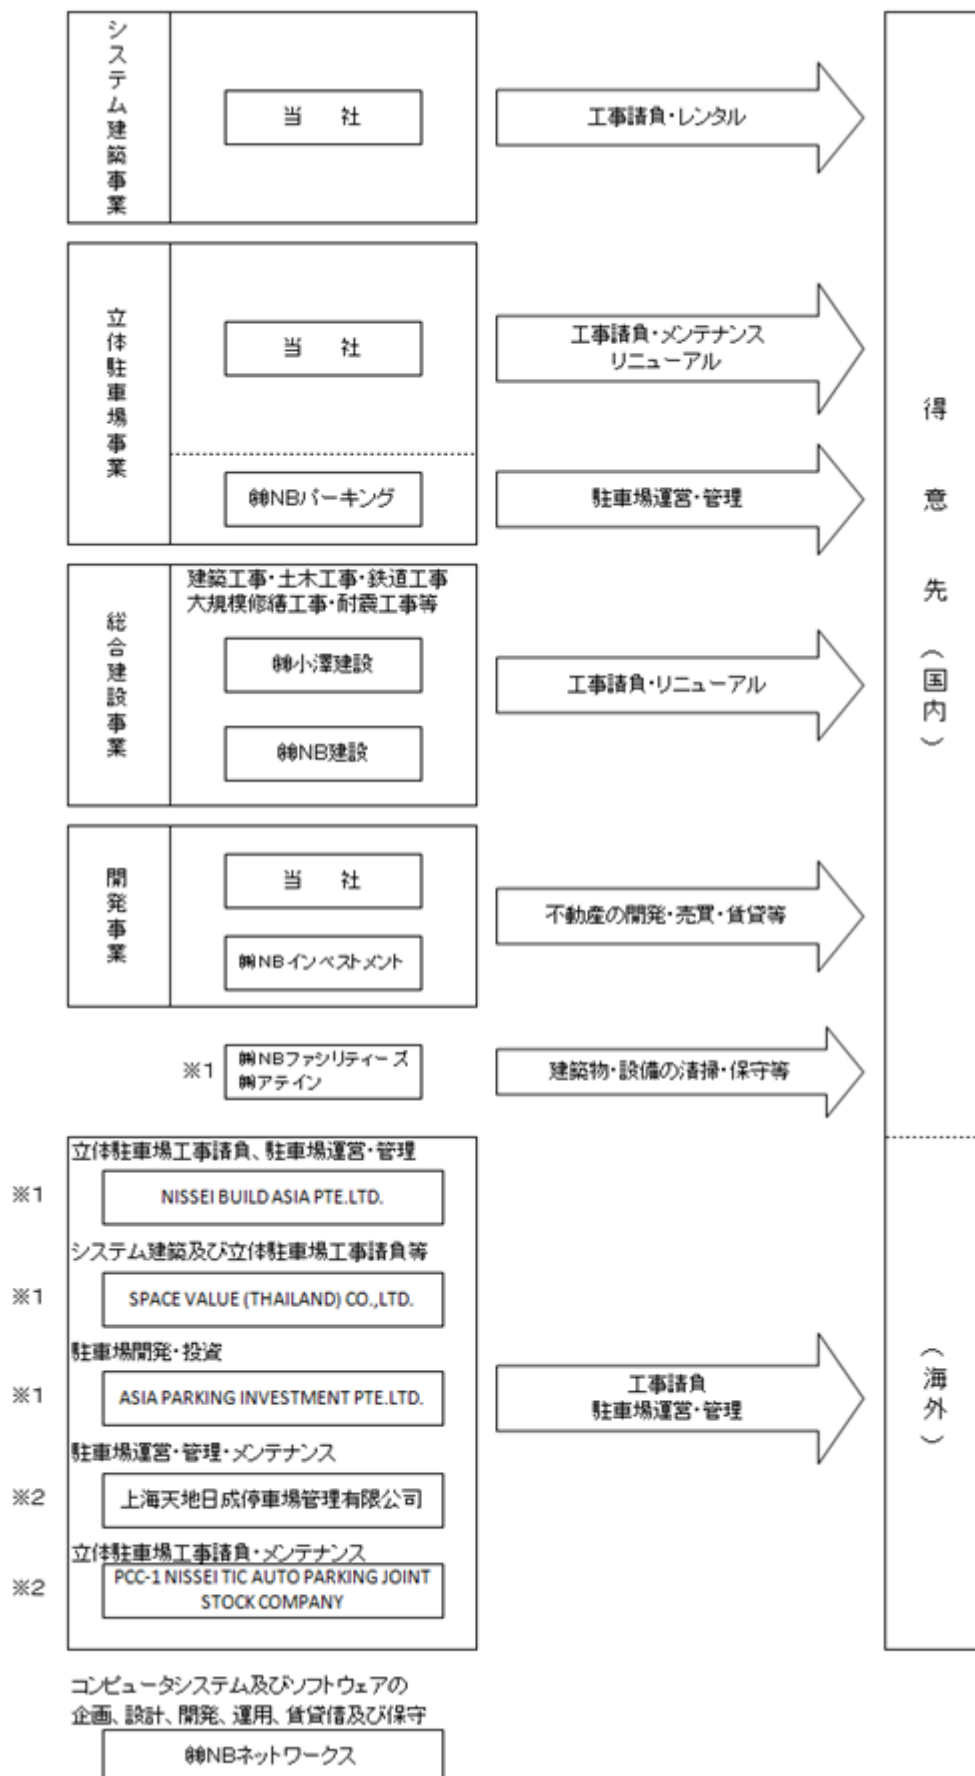 システム建築事業
当　社
工事請負・レンタル
立体駐車場事業
当　社
工事請負・メンテナンス
リニューアル
㈱NBパーキング
駐車場運営・管理
総合建設事業
建築工事・土木工事・鉄道工事
大規模修繕工事・耐震工事等
㈱小澤建設
㈱NB建設
工事請負・リニューアル
開発事業
当　社
㈱NBインベストメント
不動産の開発・売買・賃貸等
※1
㈱NBファシリティーズ
㈱アテイン
建築物・設備の清掃・保守等
得意先（国内）
立体駐車場工事請負、駐車場運営・管理
※1
NISSEI BUILD ASIA PTE.LTD.
システム建築及び立体駐車場工事請負等
※1
SPACE VALUE (THAILAND) CO.,LTD.
駐車場開発・投資
※1
ASIA PARKING INVESTMENT PTE.LTD.
駐車場運営・管理・メンテナンス
※2
上海天地日成停車場管理有限公司
立体駐車場工事請負・メンテナンス
※2
PCC-1 NISSEI TIC AUTO PARKING JOINT
STOCK COMPANY
工事請負
駐車場運営・管理
（海外）
コンピュータシステム及びソフトウェアの
企画、設計、開発、運用、賃貸借及び保守
㈱NBネットワークス